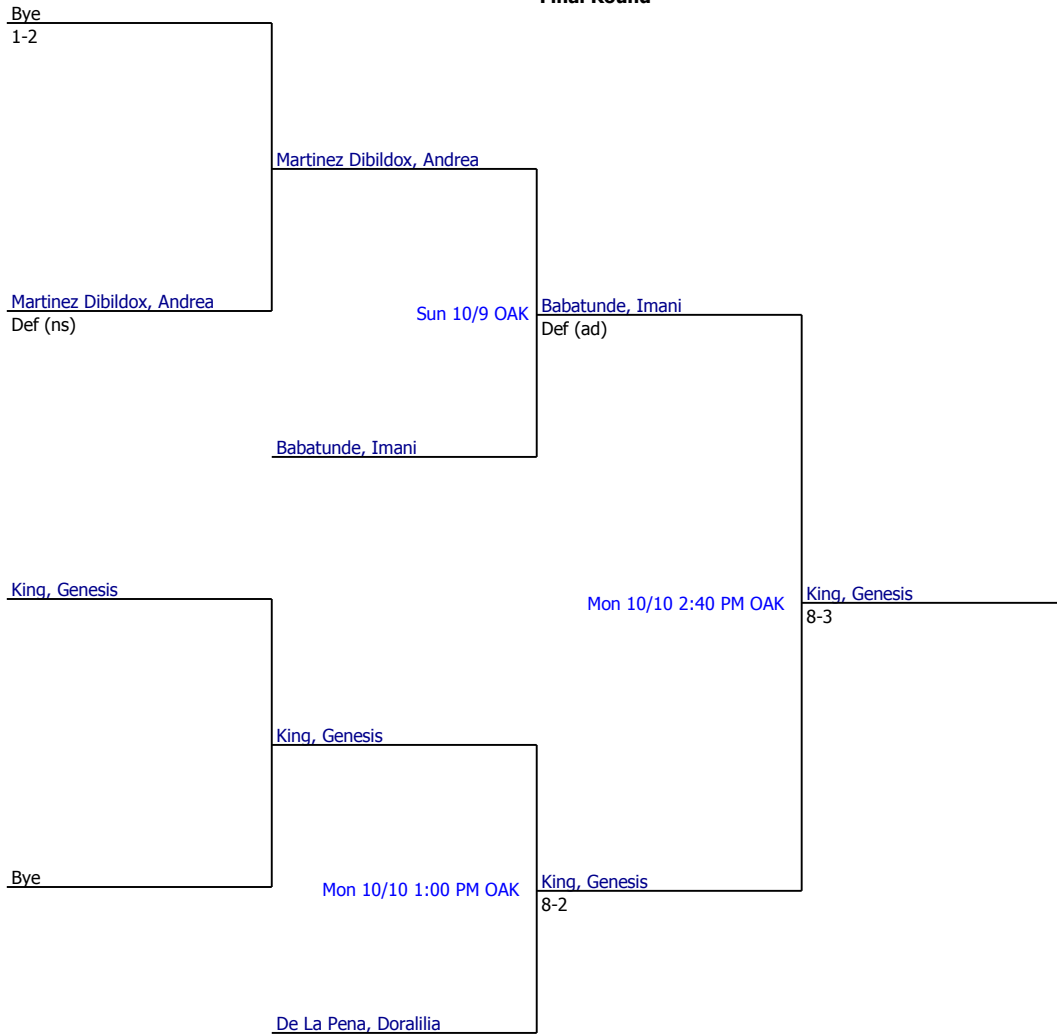 Final Round
Bye
1-2
Martinez Dibildox, Andrea
Martinez Dibildox, Andrea
Def (ns)
Sun 10/9 OAK
Babatunde, Imani
Def (ad)
Babatunde, Imani
King, Genesis
Mon 10/10 2:40 PM OAK
King, Genesis
8-3
King, Genesis
Bye
Mon 10/10 1:00 PM OAK
King, Genesis
8-2
De La Pena, Doralilia